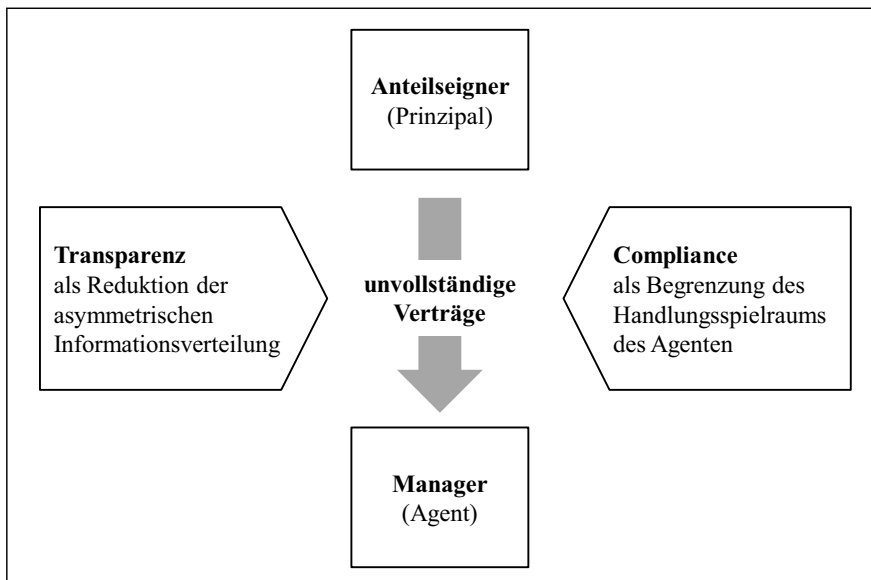 Anteilseigner
(Prinzipal)
Transparenz
als Reduktion der
asymmetrischen
Informationsverteilung
unvollständige
Verträge
Compliance
als Begrenzung des
Handlungsspielraums
des Agenten
Manager
(Agent)